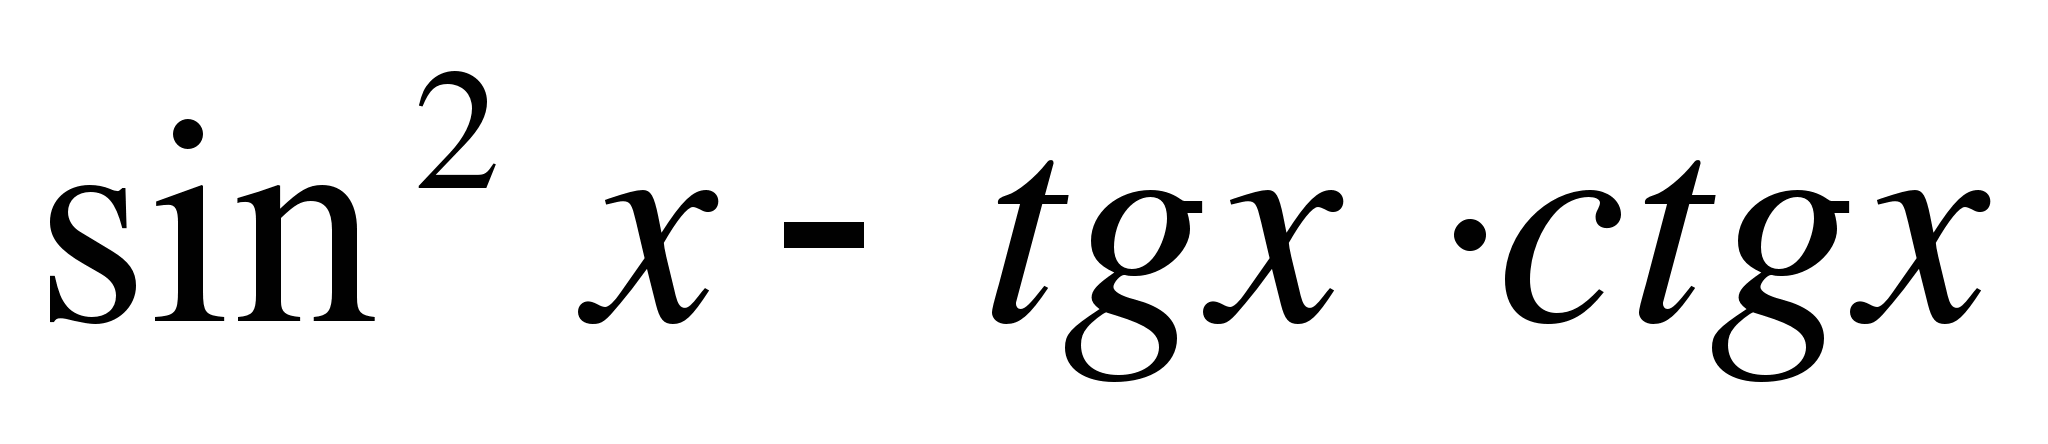 sin² x - tgx ·ctgx